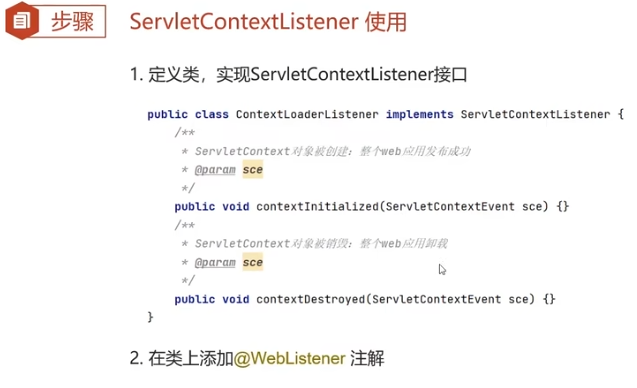 步骤
ServletContextListener 使用
1. 定义类，实现ServletContextListener接口
public class ContextLoaderListener implements ServletContextListener {
/**
* ServletContext对象被创建：整个web应用发布成功
* @param sce
*/
public void contextInitialized(ServletContextEvent sce) {}
/**
* ServletContext对象被销毁：整个web应用卸载
* @param sce
*/
public void contextDestroyed(ServletContextEvent sce) {}
}
2. 在类上添加@WebListener 注解